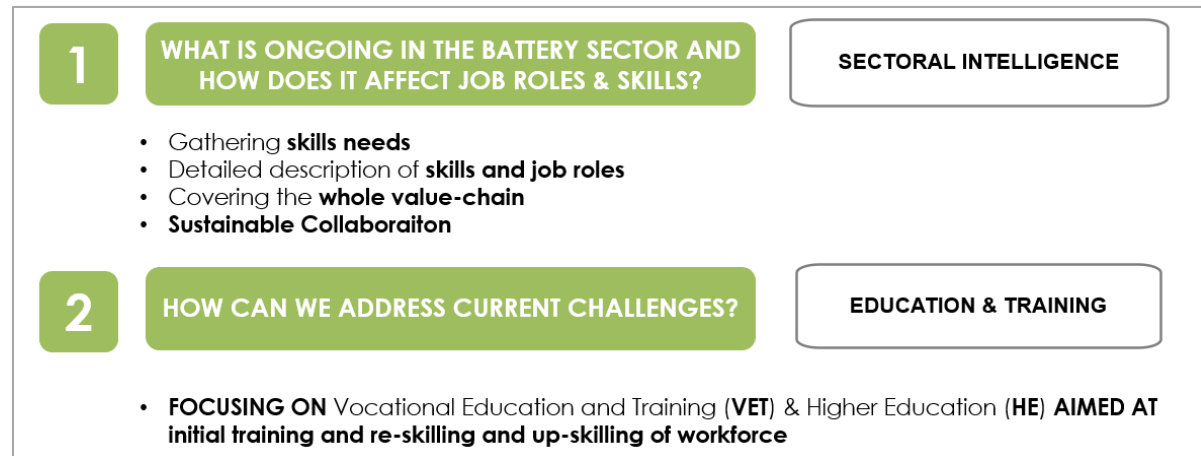 1
WHAT IS ONGOING IN THE BATTERY SECTOR AND
HOW DOES IT AFFECT JOB ROLES & SKILLS?
SECTORAL INTELLIGENCE
• Gathering skills needs
• Detailed description of skills and job roles
• Covering the whole value-chain
• Sustainable Collaboraiton
2
HOW CAN WE ADDRESS CURRENT CHALLENGES?
EDUCATION & TRAINING
• FOCUSING ON Vocational Education and Training (VET) & Higher Education (HE) AIMED AT
initial training and re-skilling and up-skilling of workforce